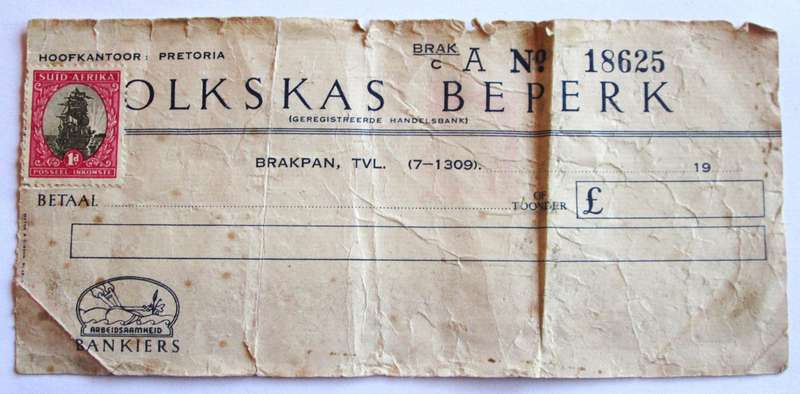 HOOFKANTOOR: PRETORIA
BRAK
C A Nº 18625
SUID AFRIKA
1d
POSSEEL-INKOMSTE
OLKSKAS BEPERK
(GEREGISTREERDE HANDELSBANK)
BRAKPAN, TVL. (7-1309). 19
BETAAL OF TOONDER £
ARBEIDSAAMHEID
BANKIERS